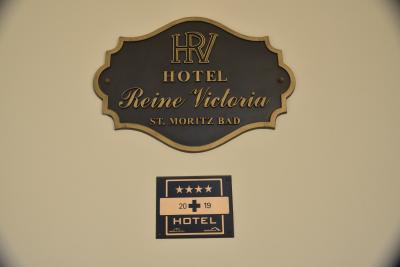 HRV
HOTEL
Reine Victoria
ST. MORITZ BAD
★★★★
20 19
HOTEL